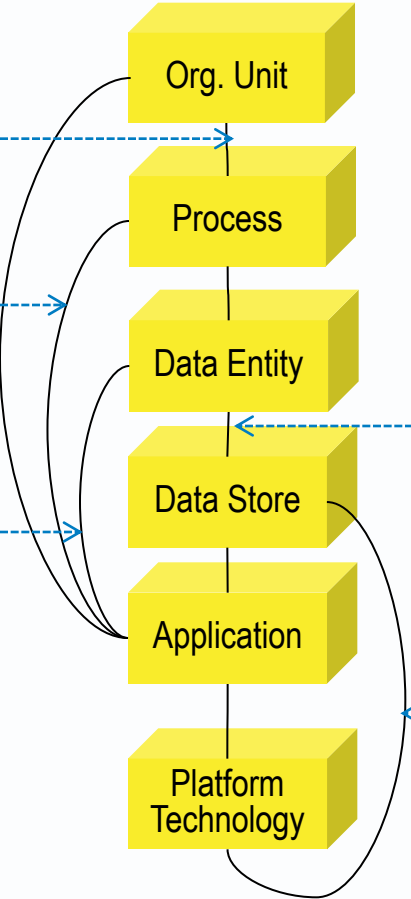 Org. Unit
Process
Data Entity
Data Store
Application
Platform
Technology